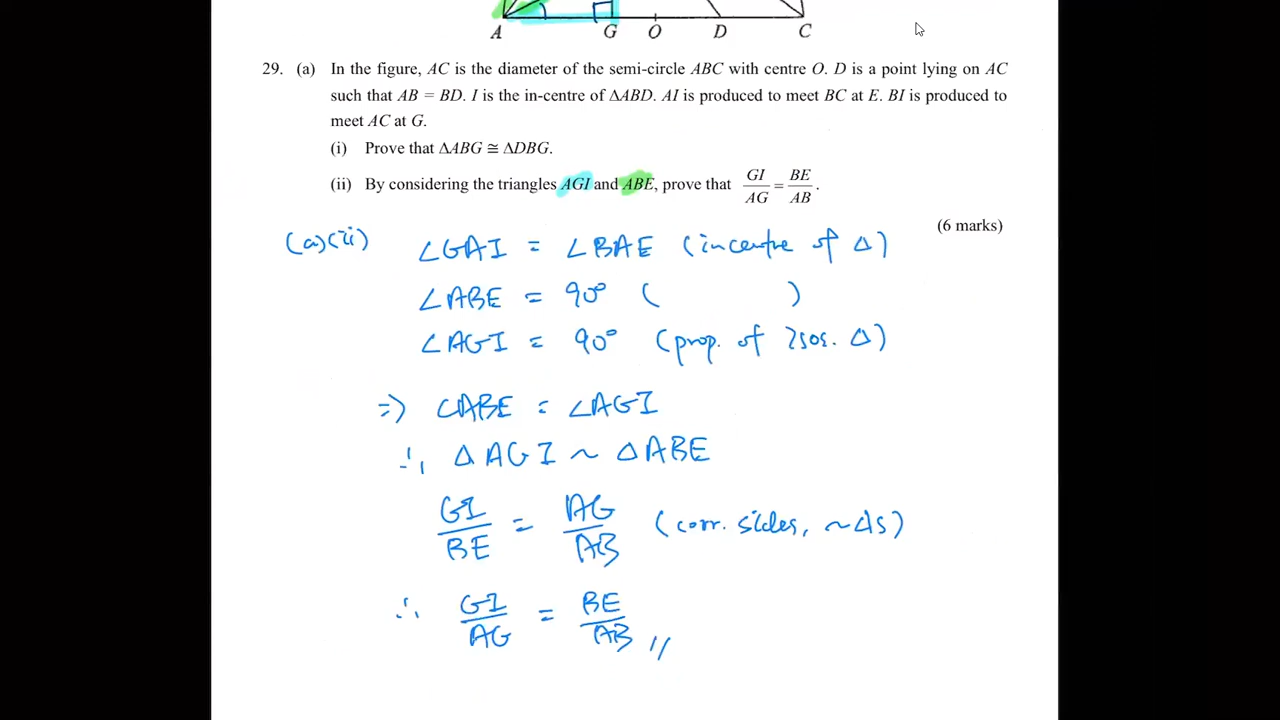 A G O D C
29. (a) In the figure, AC is the diameter of the semi-circle ABC with centre O. D is a point lying on AC
such that AB = BD. I is the in-centre of ΔABD. AI is produced to meet BC at E. BI is produced to
meet AC at G.
(i) Prove that ΔABG ≅ ΔDBG.
(ii) By considering the triangles AGI and ABE, prove that GI/AG = BE/AB.
(6 marks)
(a)(ii) ∠GAI = ∠BAE (incentre of Δ)
∠ABE = 90° ( )
∠AGI = 90° (prop. of isos. Δ)
⇒ ∠ABE = ∠AGI
∴ ΔAGI ~ ΔABE
GI/BE = AG/AB (corr. sides, ~Δs)
∴ GI/AG = BE/AB //